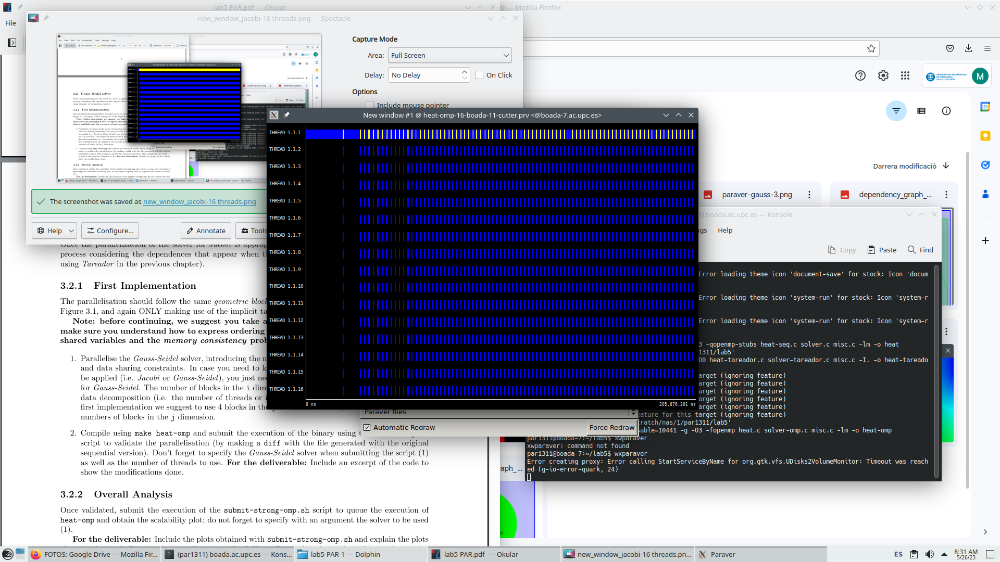 lab5-PAR.pdf — Okular
e — Mozilla Firefox
File
new_window_jacobi-16 threads.png — Spectacle
Capture Mode
Area: Full Screen
Delay: No Delay On Click
Options
Include mouse pointer
The screenshot was saved as new_window_jacobi-16 threads.png
Help Configure... Annotate Tools
3.2 Gauss-Seidel solver
3.2.1 First Implementation
3.2.2 Overall Analysis
UNIVERSITAT POLITÈCNICA DE CATALUNYA BARCELONATECH
M
31
Darrera modificació
paraver-gauss-3.png
dependency_graph_...
New window #1 @ heat-omp-16-boada-11-cutter.prv <@boada-7.ac.upc.es>
THREAD 1.1.1
THREAD 1.1.2
THREAD 1.1.3
THREAD 1.1.4
THREAD 1.1.5
THREAD 1.1.6
THREAD 1.1.7
THREAD 1.1.8
THREAD 1.1.9
THREAD 1.1.10
THREAD 1.1.11
THREAD 1.1.12
THREAD 1.1.13
THREAD 1.1.14
THREAD 1.1.15
THREAD 1.1.16
0 ns
205,876,261 ns
Paraver files
Automatic Redraw Force Redraw
process considering the dependences that appear when t
using Tareador in the previous chapter).
3.2.1 First Implementation
The parallelisation should follow the same geometric block
Figure 3.1, and again ONLY making use of the implicit ta
Note: before continuing, we suggest you take a
make sure you understand how to express ordering
shared variables and the memory consistency prob
1. Parallelise the Gauss-Seidel solver, introducing the n
and data sharing constraints. In case you need to k
be applied (i.e. Jacobi or Gauss-Seidel), you just nee
for Gauss-Seidel. The number of blocks in the i dim
data decomposition (i.e. the number of threads or i
first implementation we suggest to use 4 blocks in the
numbers of blocks in the j dimension.
2. Compile using make heat-omp and submit the execution of the binary using t
script to validate the parallelisation (by making a diff with the file generated with the original
sequential version). Don't forget to specify the Gauss-Seidel solver when submitting the script (1)
as well as the number of threads to use. For the deliverable: Include an excerpt of the code to
show the modifications done.
3.2.2 Overall Analysis
Once validated, submit the execution of the submit-strong-omp.sh script to queue the execution of
heat-omp and obtain the scalability plot; do not forget to specify with an argument the solver to be used
(1).
For the deliverable: Include the plots obtained with submit-strong-omp.sh and explain the plots
1) boada.ac.upc.es — Konsole
gs Help
Copy Paste Find
Error loading theme icon 'document-save' for stock: Icon 'docum
Error loading theme icon 'system-run' for stock: Icon 'system-r
Error loading theme icon 'system-run' for stock: Icon 'system-r
3 -qopenmp-stubs heat-seq.c solver.c misc.c -lm -o heat
1311/lab5'
O0 heat-tareador.c solver-tareador.c misc.c -I. -o heat-tareado
arget (ignoring feature)
arget (ignoring feature)
arget (ignoring feature)
arget (ignoring feature)
arget (ignoring feature)
eature for this target (ignoring feature)
cratch/nas/1/par1311/lab5'
able=10441 -g -O3 -fopenmp heat.c solver-omp.c misc.c -lm -o heat-omp
par1311@boada-7:~/lab5$ xwparaver
xwparaver: command not found
par1311@boada-7:~/lab5$ wxparaver
Error creating proxy: Error calling StartServiceByName for org.gtk.vfs.UDisks2VolumeMonitor: Timeout was reach
ed (g-io-error-quark, 24)
aph_...
FOTOS: Google Drive — Mozilla Fir...
(par1311) boada.ac.upc.es — Kons...
lab5-PAR-1 — Dolphin
lab5-PAR.pdf — Okular
new_window_jacobi-16 threads.pn...
Paraver
ES
8:31 AM
5/26/23